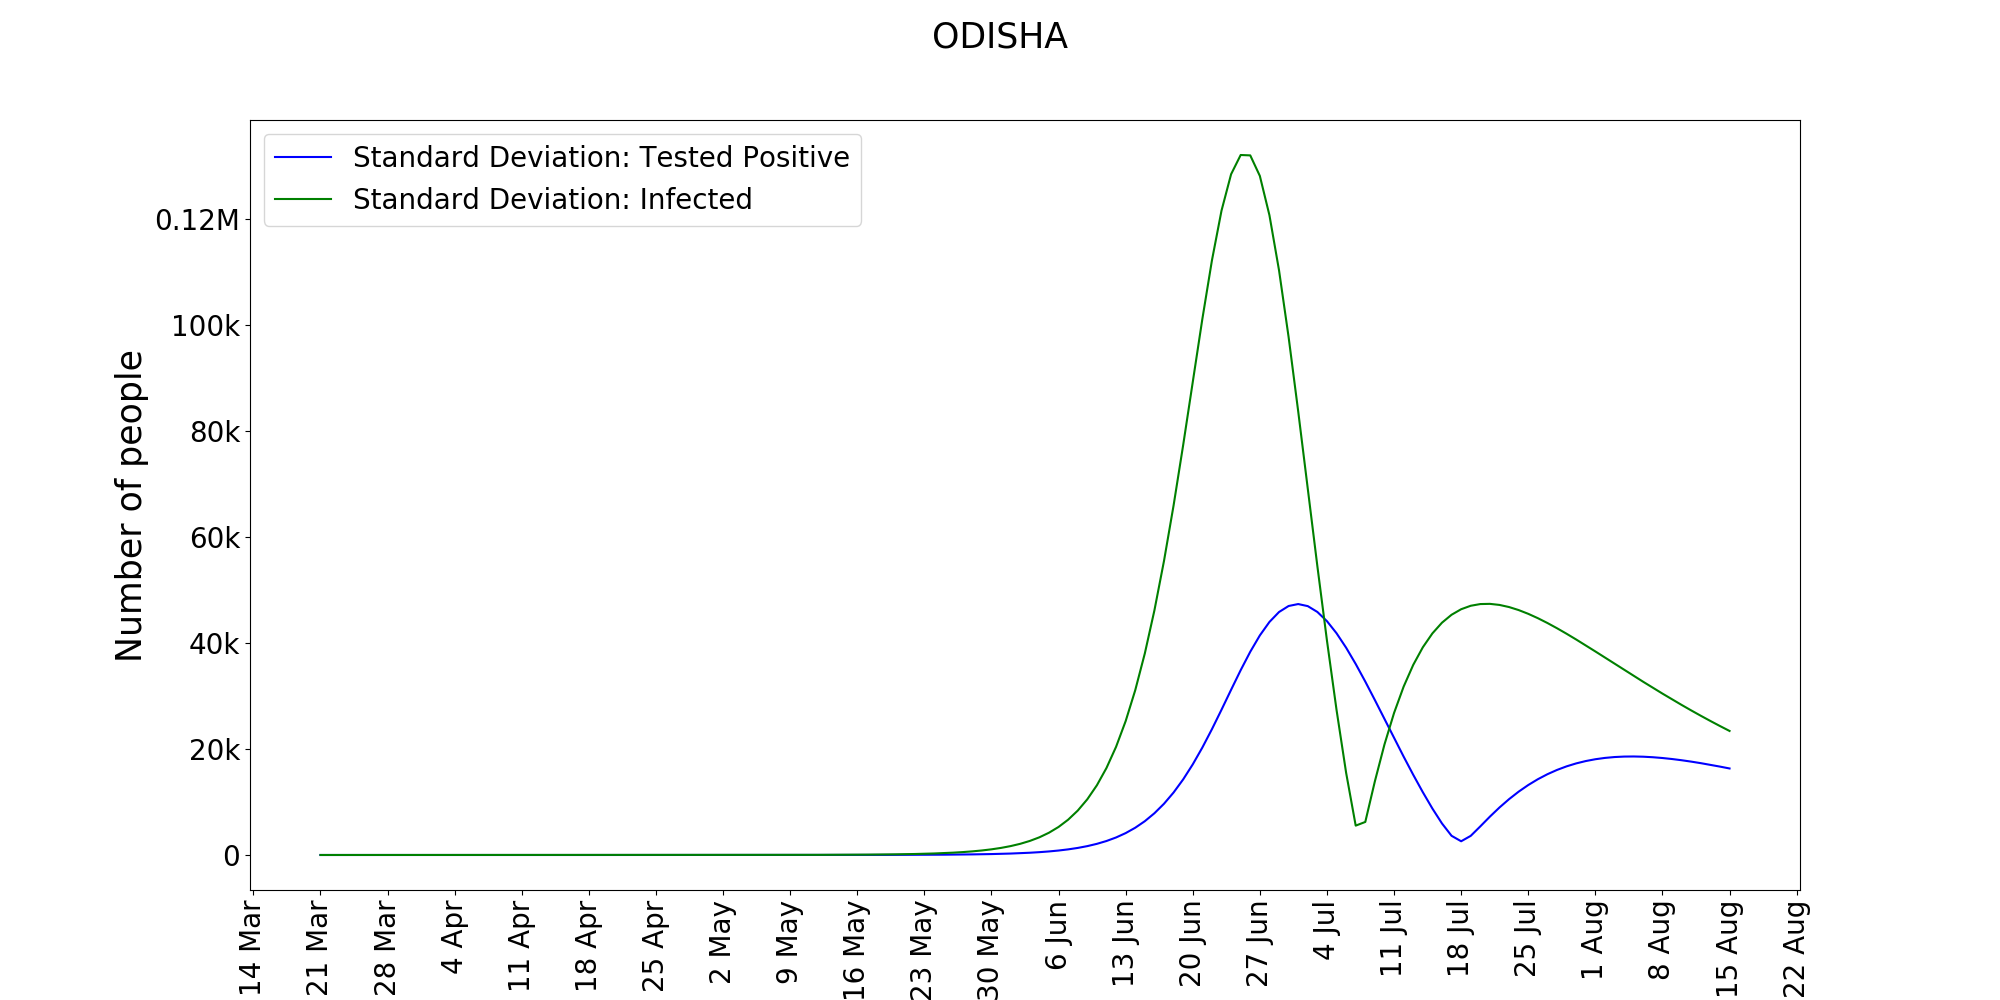 ODISHA
Standard Deviation: Tested Positive
Standard Deviation: Infected
Number of people
0.12M
100k
80k
60k
40k
20k
0
14 Mar
21 Mar
28 Mar
4 Apr
11 Apr
18 Apr
25 Apr
2 May
9 May
16 May
23 May
30 May
6 Jun
13 Jun
20 Jun
27 Jun
4 Jul
11 Jul
18 Jul
25 Jul
1 Aug
8 Aug
15 Aug
22 Aug